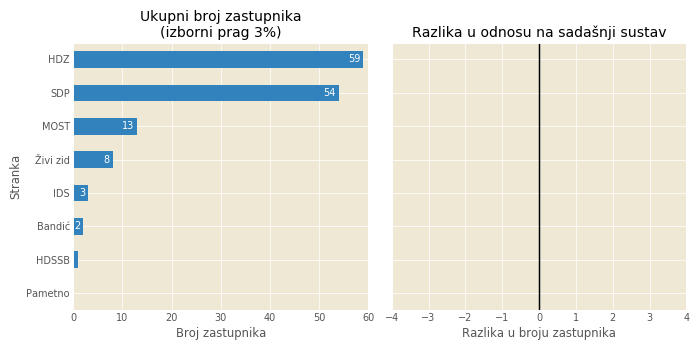 Ukupni broj zastupnika
(izborni prag 3%)
Razlika u odnosu na sadašnji sustav
Stranka
HDZ
59
SDP
54
MOST
13
Živi zid
8
IDS
3
Bandić
2
HDSSB
Pametno
0 10 20 30 40 50 60
−4 −3 −2 −1 0 1 2 3 4
Broj zastupnika
Razlika u broju zastupnika